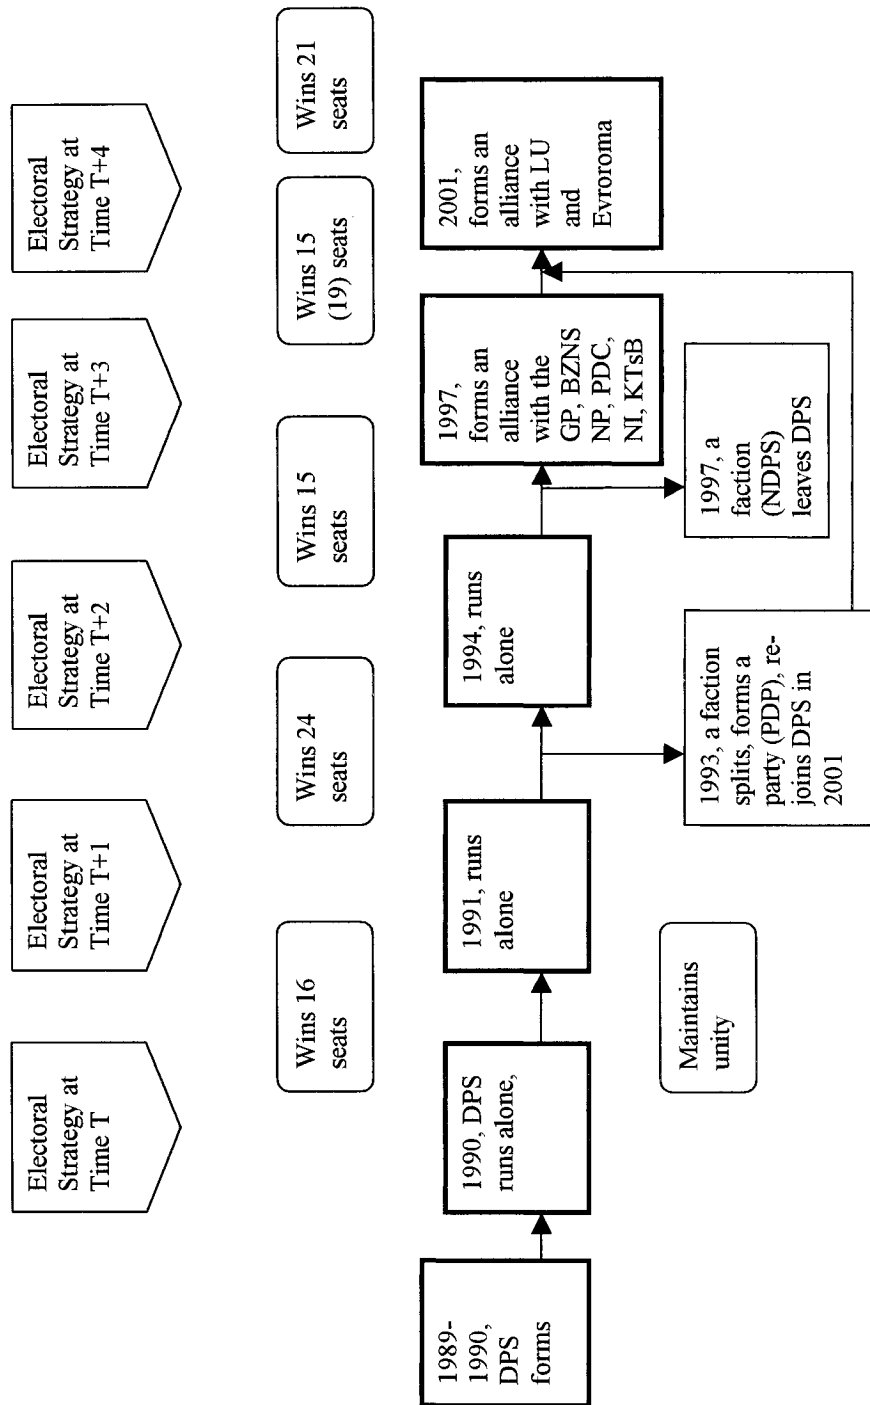 Electoral
Strategy at
Time T
Electoral
Strategy at
Time T+1
Electoral
Strategy at
Time T+2
Electoral
Strategy at
Time T+3
Electoral
Strategy at
Time T+4
Wins 16
seats
Wins 24
seats
Wins 15
seats
Wins 15
(19) seats
Wins 21
seats
1989-
1990,
DPS
forms
1990, DPS
runs alone,
1991, runs
alone
1994, runs
alone
1997,
forms an
alliance
with the
GP, BZNS
NP, PDC,
NI, KTsB
2001,
forms an
alliance
with LU
and
Evroroma
Maintains
unity
1993, a faction
splits, forms a
party (PDP), re-
joins DPS in
2001
1997, a
faction
(NDPS)
leaves DPS